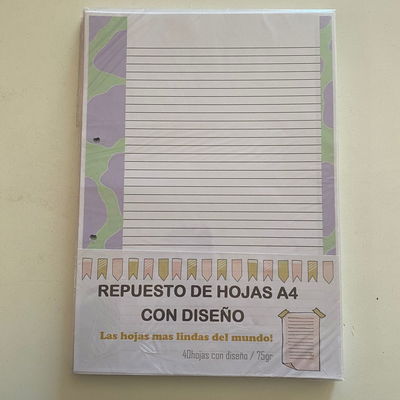 REPUESTO DE HOJAS A4
CON DISEÑO
Las hojas mas lindas del mundo!
40hojas con diseño / 75gr